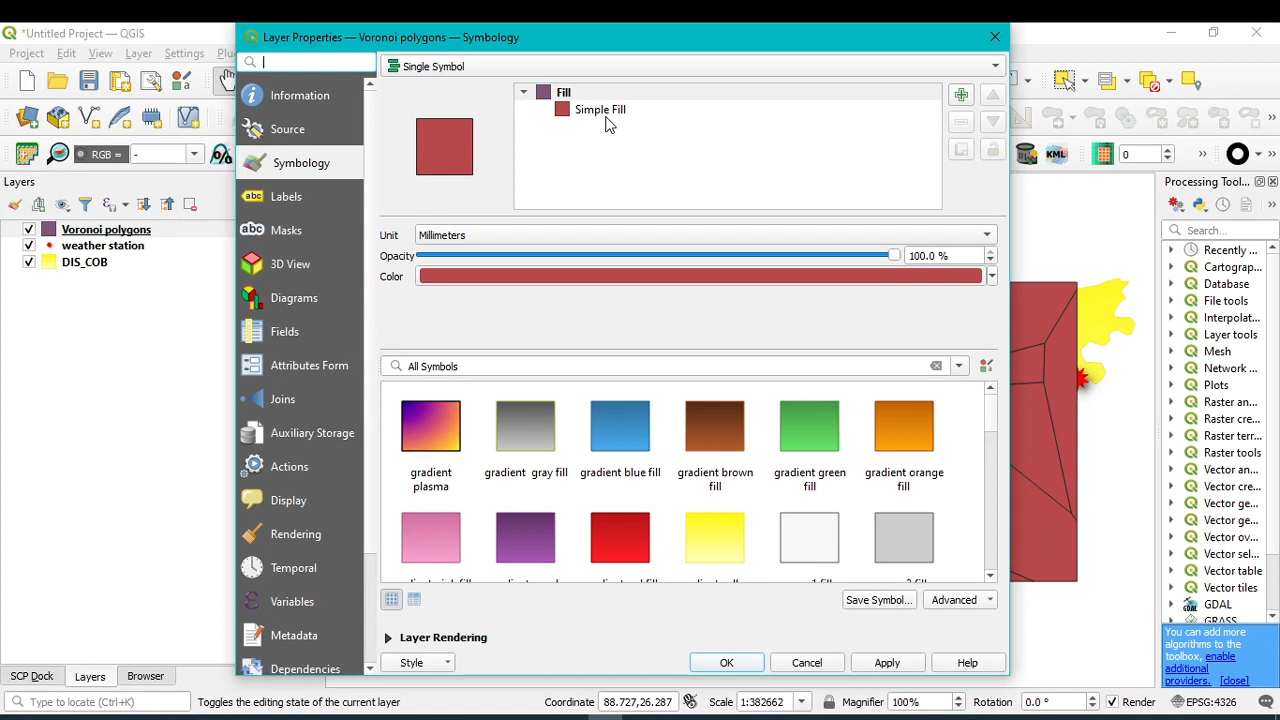 *Untitled Project — QGIS
Layer Properties — Voronoi polygons — Symbology
Project Edit View Layer Settings
Single Symbol
Information
Source
Symbology
Labels
Masks
3D View
Diagrams
Fields
Attributes Form
Joins
Auxiliary Storage
Actions
Display
Rendering
Temporal
Variables
Metadata
Dependencies
Fill
Simple Fill
Unit Millimeters
Opacity 100.0 %
Color
All Symbols
gradient plasma
gradient gray fill
gradient blue fill
gradient brown fill
gradient green fill
gradient orange fill
Save Symbol...
Advanced
Layer Rendering
Style
OK
Cancel
Apply
Help
RGB = -
KML
0
Layers
Voronoi polygons
weather station
DIS_COB
Processing Tool...
Search...
Recently ...
Cartograp...
Database
File tools
Interpolat...
Layer tools
Mesh
Network ...
Plots
Raster an...
Raster cre...
Raster terr...
Raster tools
Vector an...
Vector cre...
Vector ge...
Vector ov...
Vector sel...
Vector table
Vector tiles
GDAL
GRASS
You can add more
algorithms to the
toolbox, enable
additional
providers. [close]
SCP Dock Layers Browser
Type to locate (Ctrl+K)
Toggles the editing state of the current layer
Coordinate 88.727,26.287
Scale 1:382662
Magnifier 100%
Rotation 0.0 °
Render
EPSG:4326